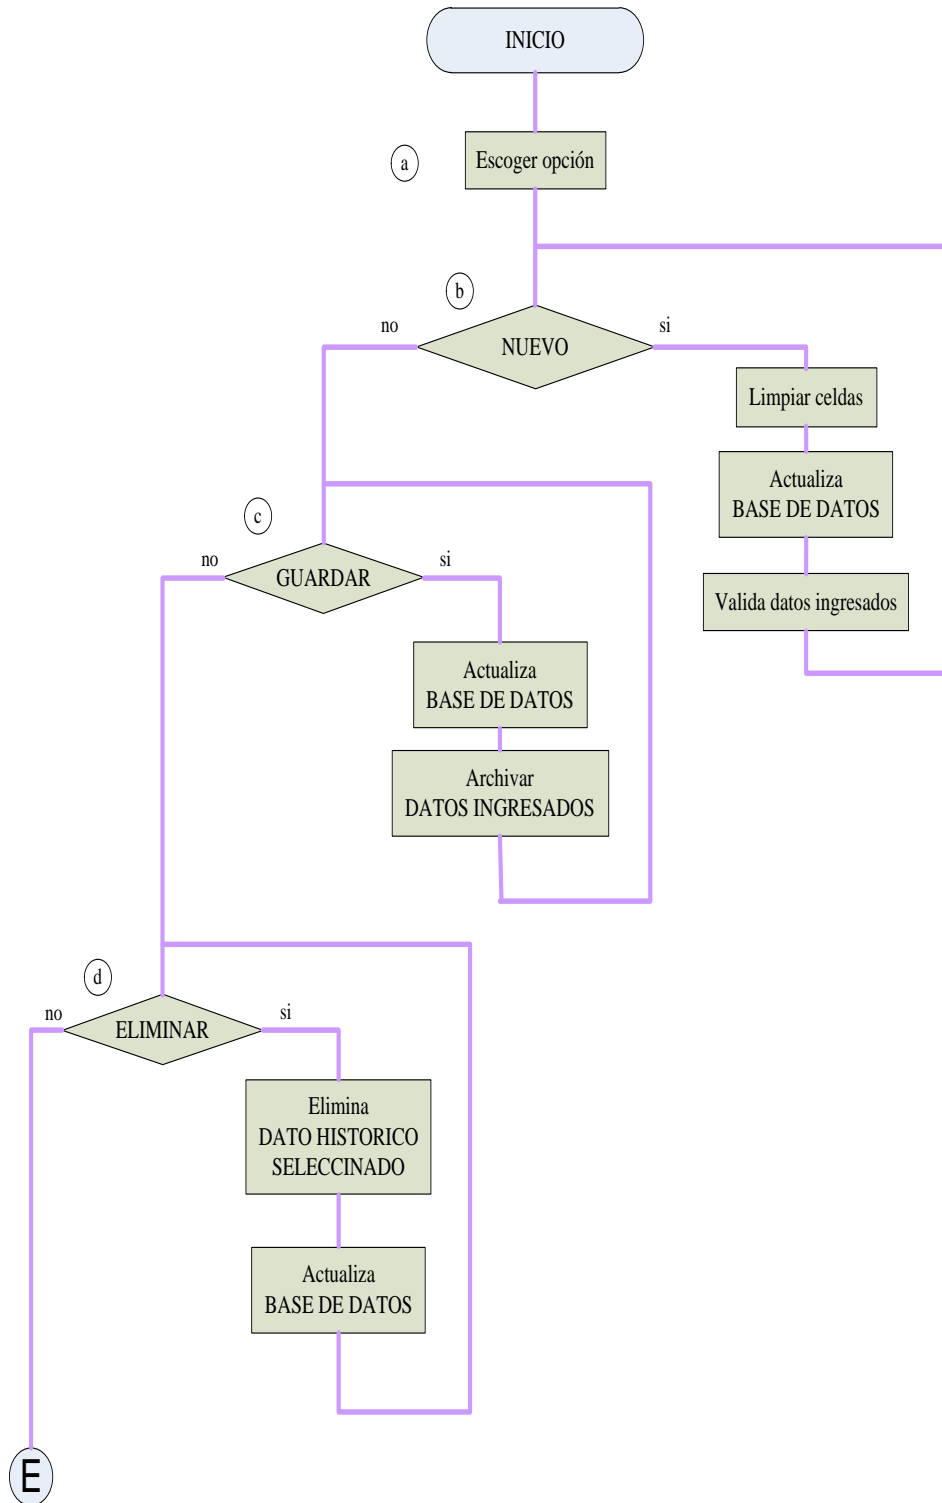 INICIO
a
Escoger opción
b
no
si
NUEVO
Limpiar celdas
Actualiza
BASE DE DATOS
Valida datos ingresados
c
no
si
GUARDAR
Actualiza
BASE DE DATOS
Archivar
DATOS INGRESADOS
d
no
si
ELIMINAR
Elimina
DATO HISTORICO
SELECCINADO
Actualiza
BASE DE DATOS
E